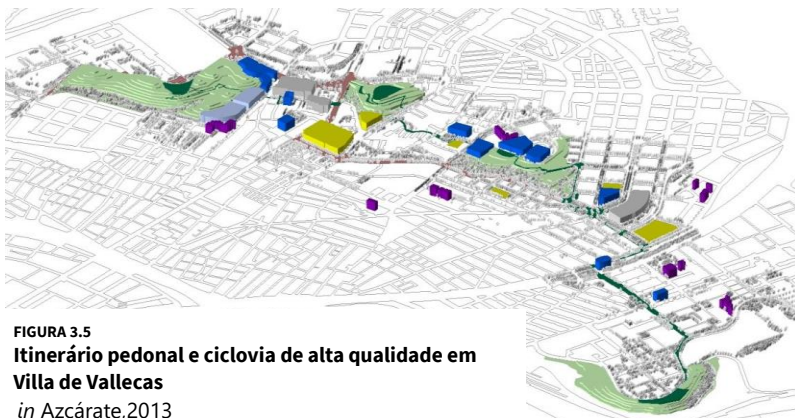 FIGURA 3.5
Itinerário pedonal e ciclovia de alta qualidade em
Villa de Vallecas
in Azcárate,2013